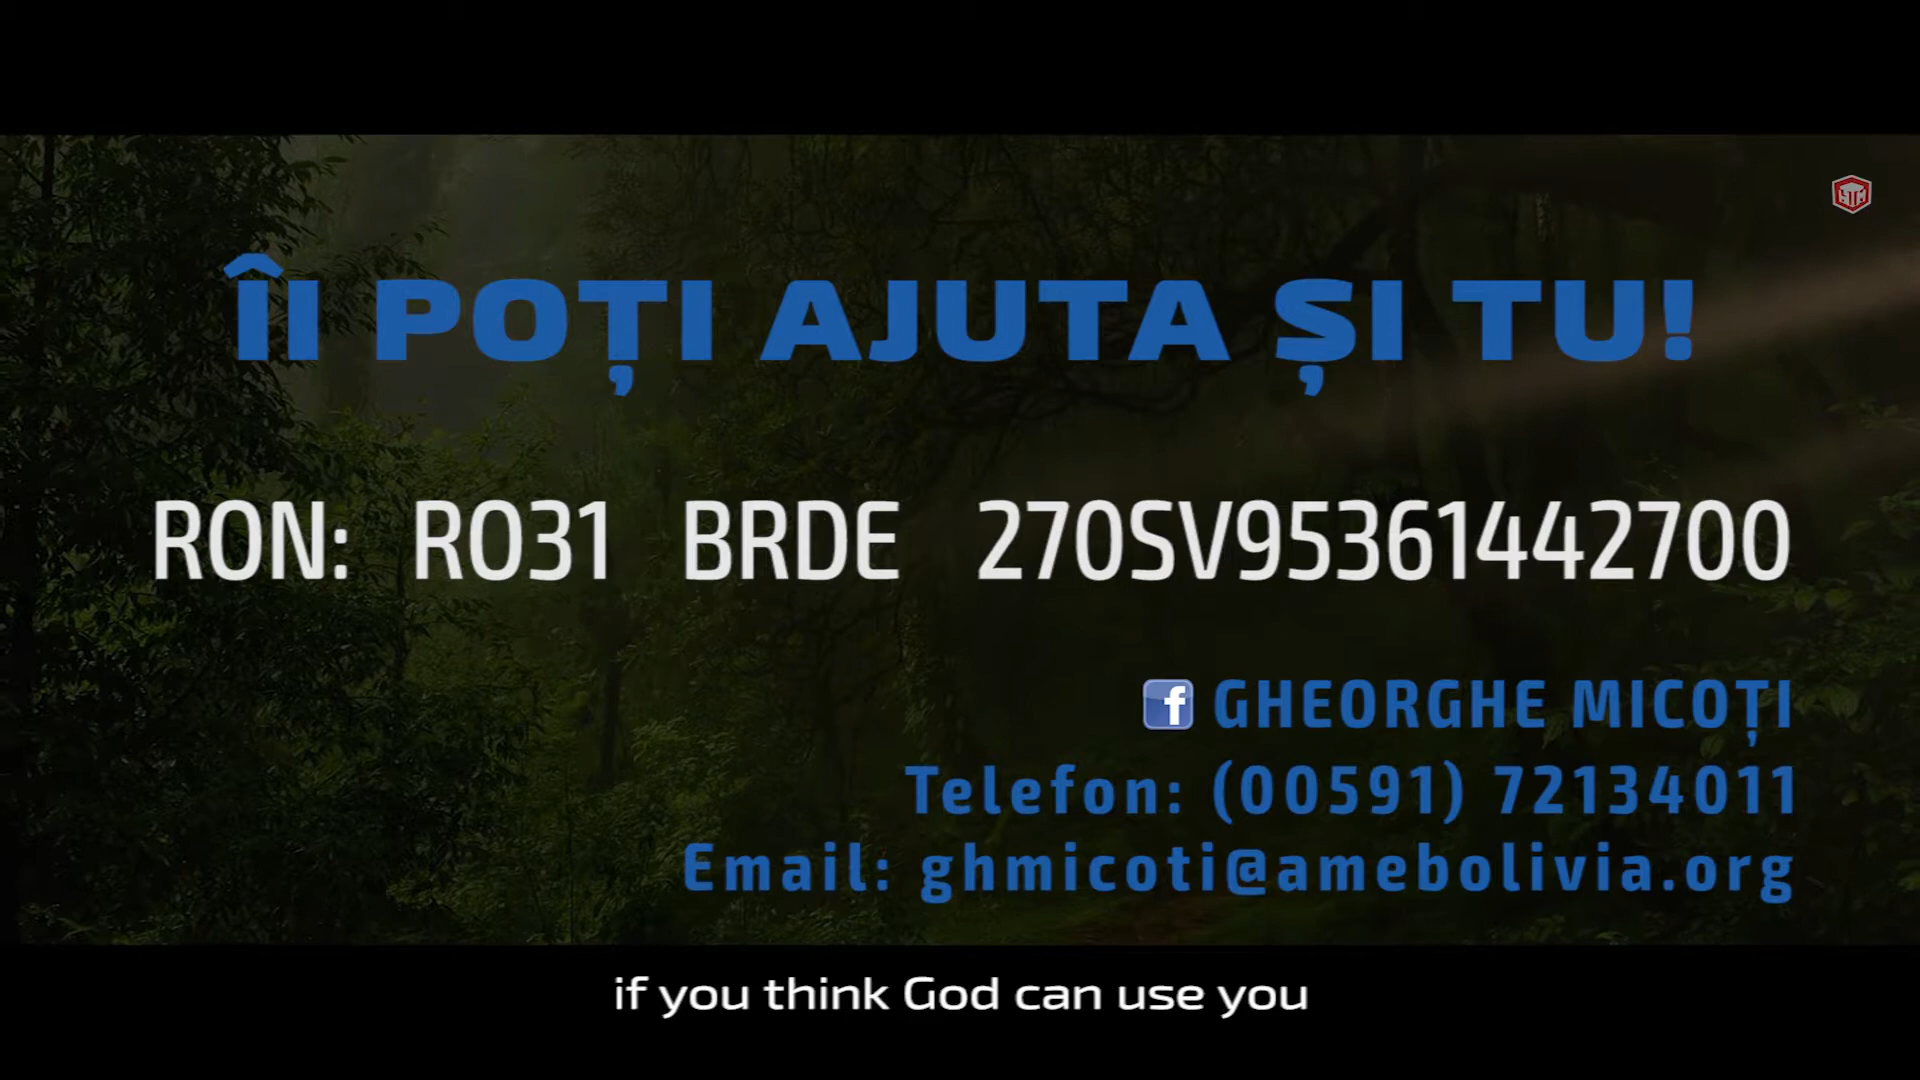 ÎI POȚI AJUTA ȘI TU!
RON: RO31 BRDE 270SV95361442700
GHEORGHE MICOȚI
Telefon: (00591) 72134011
Email: ghmicoti@amebolivia.org
if you think God can use you